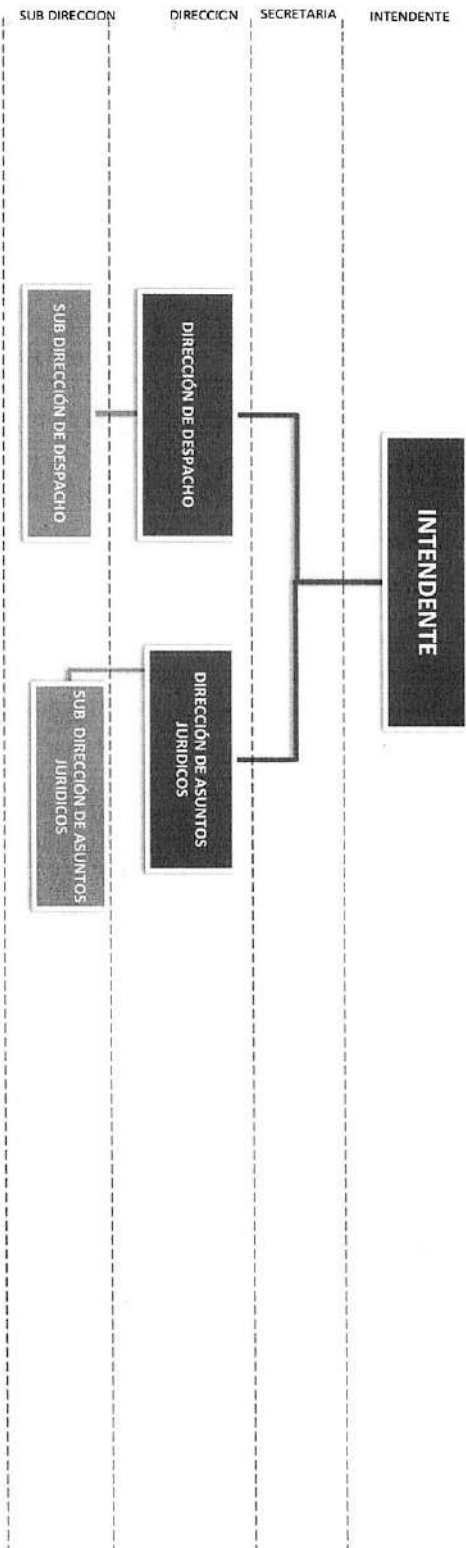 INTENDENTE
SECRETARIA
DIRECCICN
SUB DIRECCION
INTENDENTE
DIRECCIÓN DE DESPACHO
DIRECCIÓN DE ASUNTOS
JURIDICOS
SUB DIRECCIÓN DE DESPACHO
SUB DIRECCIÓN DE ASUNTOS
JURIDICOS